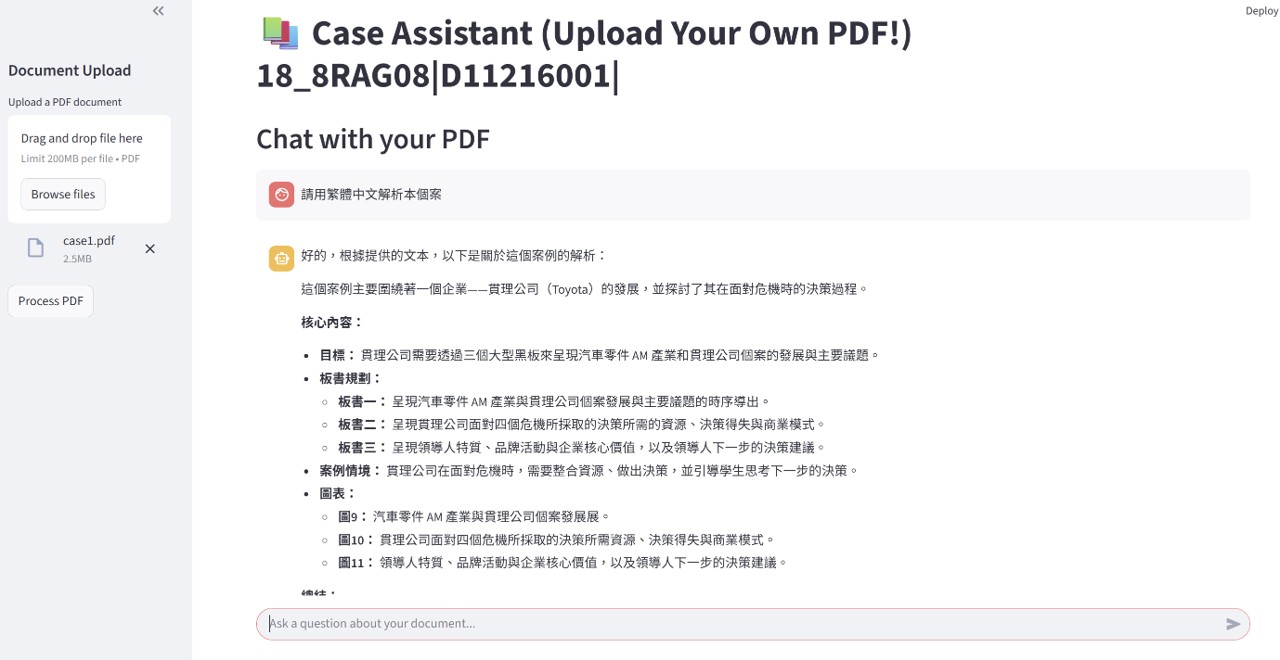 Deploy
Document Upload
Upload a PDF document
Drag and drop file here
Limit 200MB per file • PDF
Browse files
case1.pdf
2.5MB
Process PDF
Case Assistant (Upload Your Own PDF!)
18_8RAG08|D11216001|
Chat with your PDF
請用繁體中文解析本個案
好的，根據提供的文本，以下是關於這個案例的解析：
這個案例主要圍繞著一個企業——貫理公司（Toyota）的發展，並探討了其在面對危機時的決策過程。
核心內容：
• 目標： 貫理公司需要透過三個大型黑板來呈現汽車零件 AM 產業和貫理公司個案的發展與主要議題。
• 板書規劃：
◦ 板書一： 呈現汽車零件 AM 產業與貫理公司個案發展與主要議題的時序導出。
◦ 板書二： 呈現貫理公司面對四個危機所採取的決策所需的資源、決策得失與商業模式。
◦ 板書三： 呈現領導人特質、品牌活動與企業核心價值，以及領導人下一步的決策建議。
• 案例情境： 貫理公司在面對危機時，需要整合資源、做出決策，並引導學生思考下一步的決策。
• 圖表：
◦ 圖9： 汽車零件 AM 產業與貫理公司個案發展展。
◦ 圖10： 貫理公司面對四個危機所採取的決策所需資源、決策得失與商業模式。
◦ 圖11： 領導人特質、品牌活動與企業核心價值，以及領導人下一步的決策建議。
總結：
Ask a question about your document...